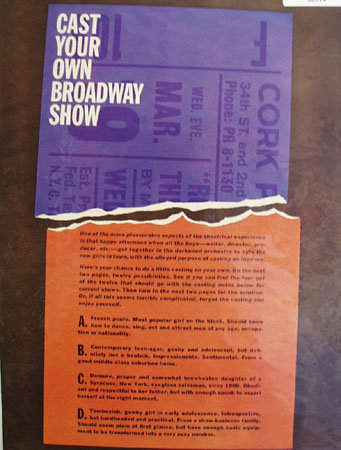 CAST
YOUR
OWN
BROADWAY
SHOW
CORK
34th ST. and 2nd
Phone: PR 8-1130
WED. EVE.
MAR.
One of the more pleasurable aspects of the theatrical experience
is that happy afternoon when all the boys—writer, director, pro-
ducer, etc.—get together in the darkened orchestra to
new girls in town, with the alleged purpose of casting an ingenue.
Here's your chance to do a little casting on your own. On the next
two pages, twelve possibilities. See if you can find the four out
of the twelve that should go with the casting notes below for
current shows. Then how to the next two pages for the solution
Or, if all this seems terribly complicated, forget the casting and
enjoy yourself.
A. French poule. Most popular girl on the block. Should know
how to dance, sing, act and attract men of any age, occupa-
tion or nationality.
B. Contemporary teen-ager, gushy and adolescent, but defi-
nitely not a beatnik. Impressionable. Sentimental. From a
good middle-class suburban home.
C. Demure, proper and somewhat browbeaten daughter of a
Syracuse, New York, eyeglass salesman, circa 1900. Obedi-
ent and respectful to her father, but with enough spunk to assert
herself at the right moment.
D. Tomboyish, gawky girl in early adolescence. Introspective,
but hardheaded and practical. From a show-business family.
Should seem plain at first glance, but have enough basic equip-
ment to be transformed into a very sexy number.